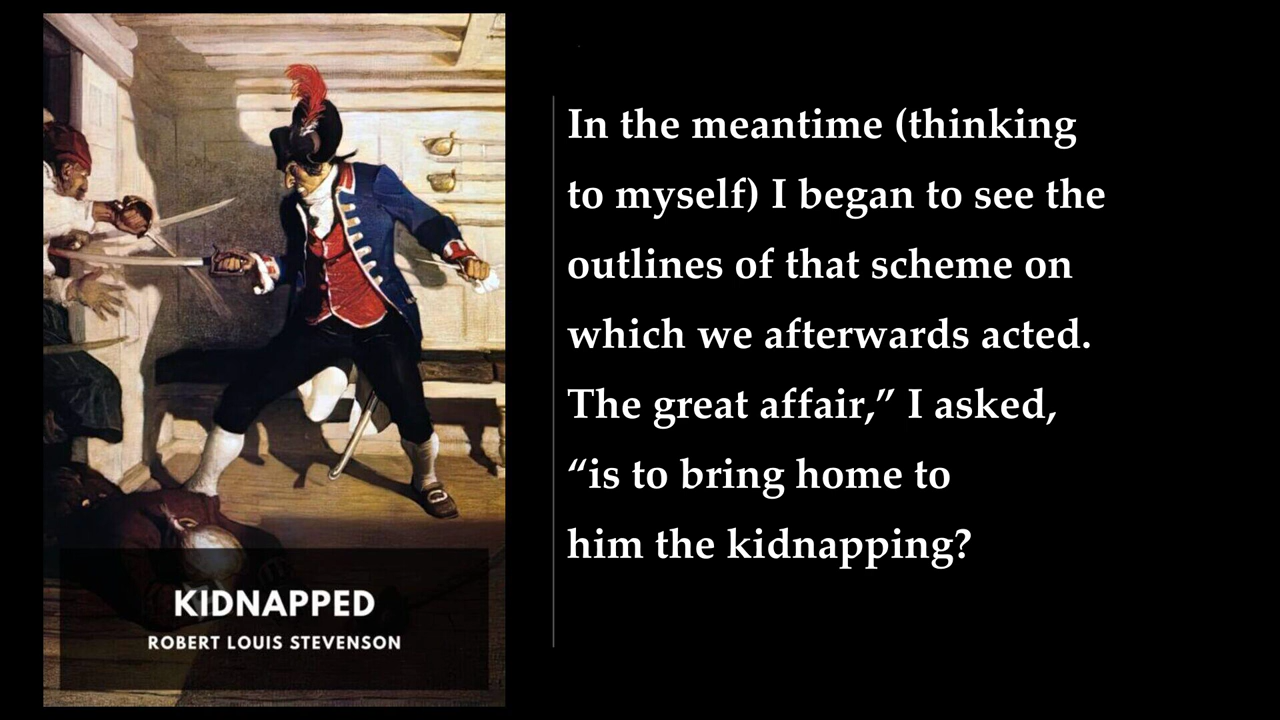 In the meantime (thinking
to myself) I began to see the
outlines of that scheme on
which we afterwards acted.
The great affair,” I asked,
“is to bring home to
him the kidnapping?
KIDNAPPED
ROBERT LOUIS STEVENSON